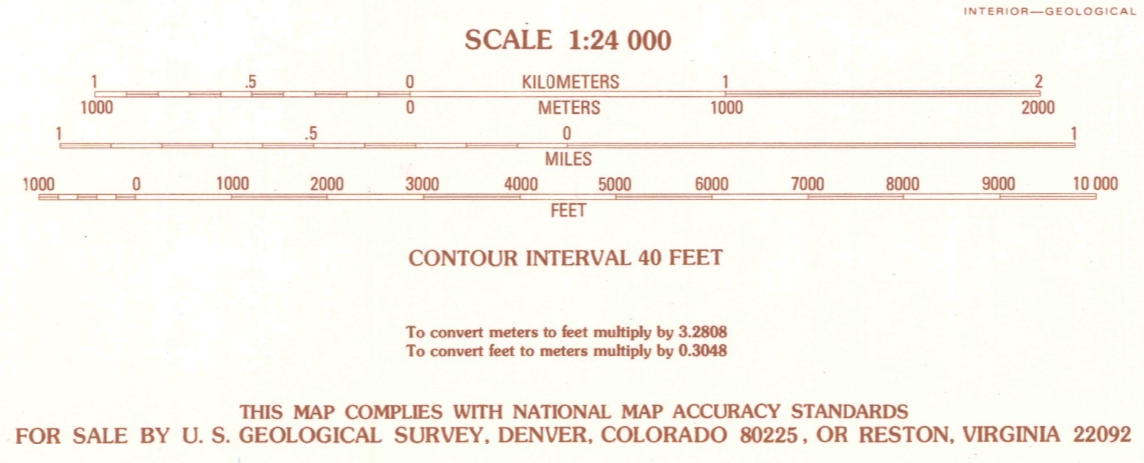 INTERIOR—GEOLOGICAL
SCALE 1:24 000
1 .5 0 KILOMETERS 1 2
1000 0 METERS 1000 2000
1 .5 0 1
MILES
1000 0 1000 2000 3000 4000 5000 6000 7000 8000 9000 10 000
FEET
CONTOUR INTERVAL 40 FEET
To convert meters to feet multiply by 3.2808
To convert feet to meters multiply by 0.3048
THIS MAP COMPLIES WITH NATIONAL MAP ACCURACY STANDARDS
FOR SALE BY U. S. GEOLOGICAL SURVEY, DENVER, COLORADO 80225, OR RESTON, VIRGINIA 22092